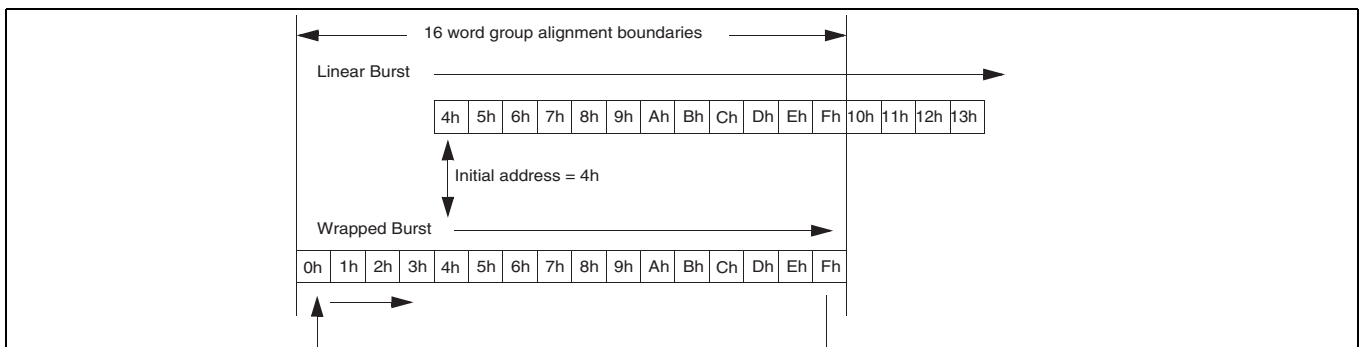 16 word group alignment boundaries
Linear Burst
4h 5h 6h 7h 8h 9h Ah Bh Ch Dh Eh Fh 10h 11h 12h 13h
Initial address = 4h
Wrapped Burst
0h 1h 2h 3h 4h 5h 6h 7h 8h 9h Ah Bh Ch Dh Eh Fh